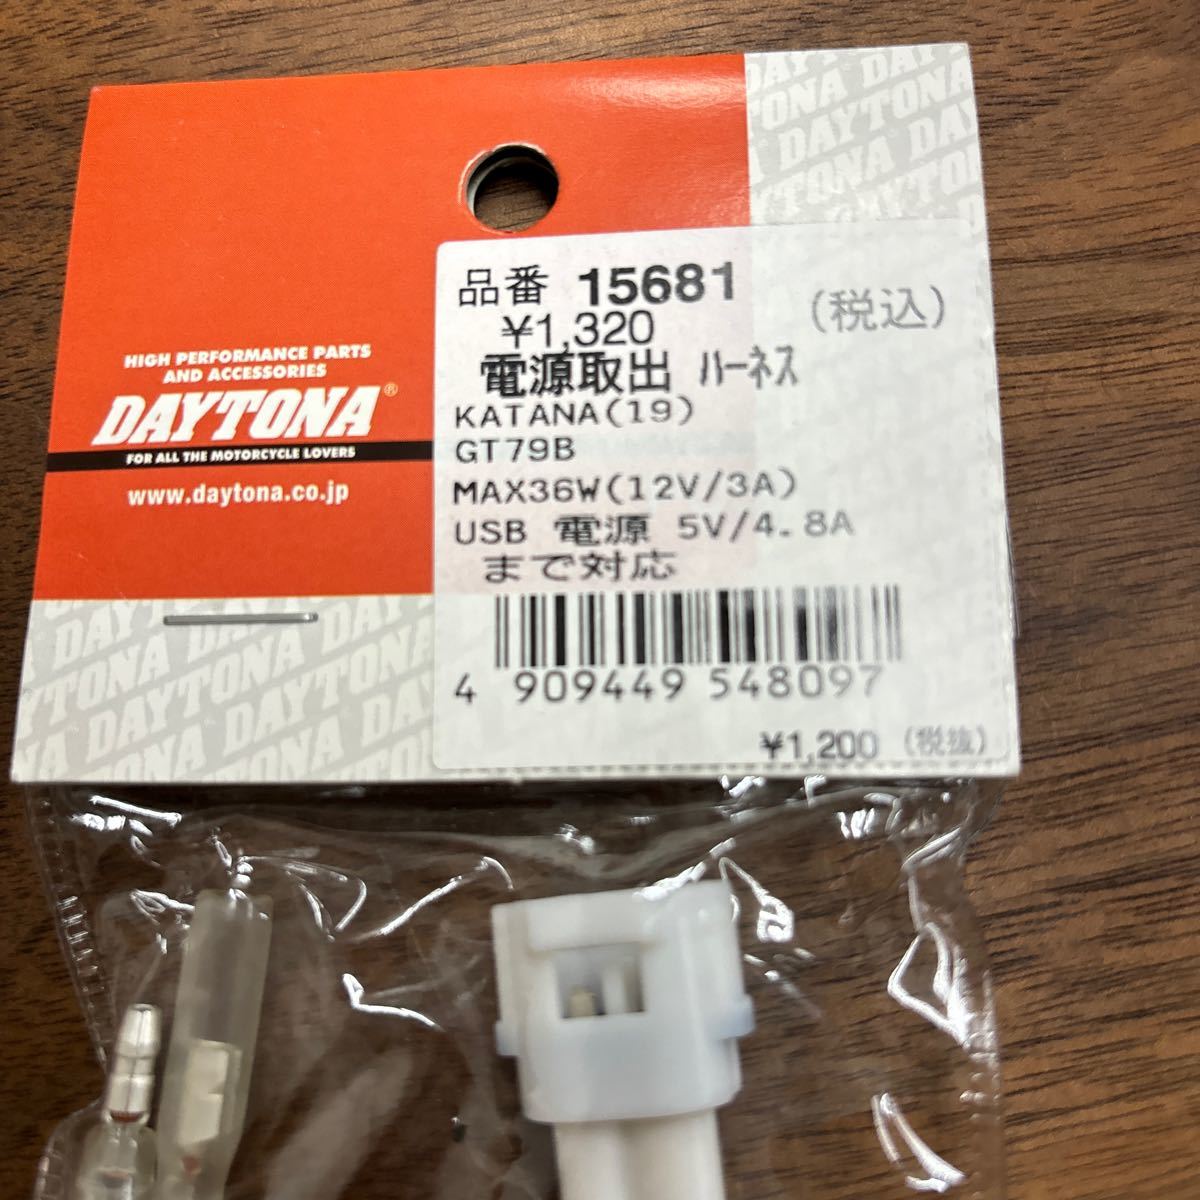 HIGH PERFORMANCE PARTS
AND ACCESSORIES
DAYTONA®
FOR ALL THE MOTORCYCLE LOVERS
www.daytona.co.jp
品番 15681
¥1,320 (税込)
電源取出 ﾊｰﾈｽ
KATANA(19)
GT79B
MAX36W(12V/3A)
USB 電源 5V/4.8A
まで対応
4 909449 548097
¥1,200 (税抜)